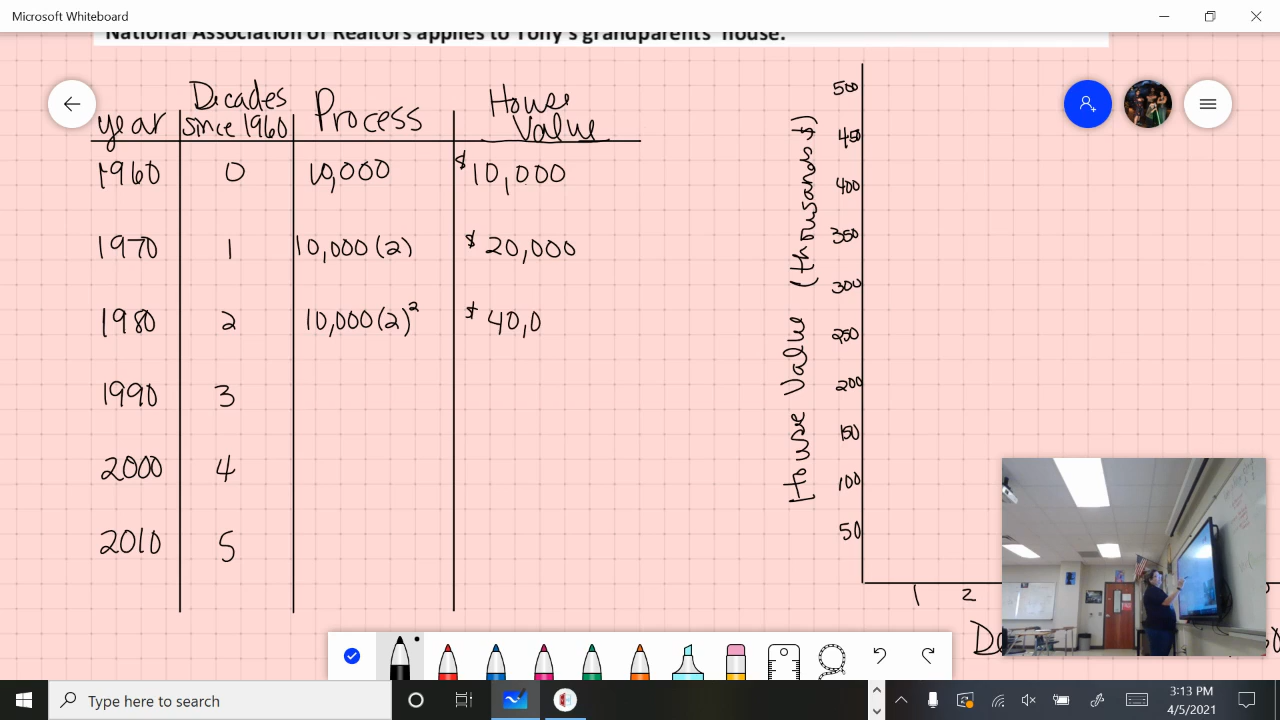 Microsoft Whiteboard
National Association of Realtors applies to Tony's grandparents' house.
year Decades since 1960 Process House Value
1960 0 10,000 $10,000
1970 1 10,000(2) $20,000
1980 2 10,000(2)² $40,0
1990 3
2000 4
2010 5
House Value (thousands $)
500
450
400
350
300
250
200
150
100
50
1 2
De
Type here to search
3:13 PM
4/5/2021